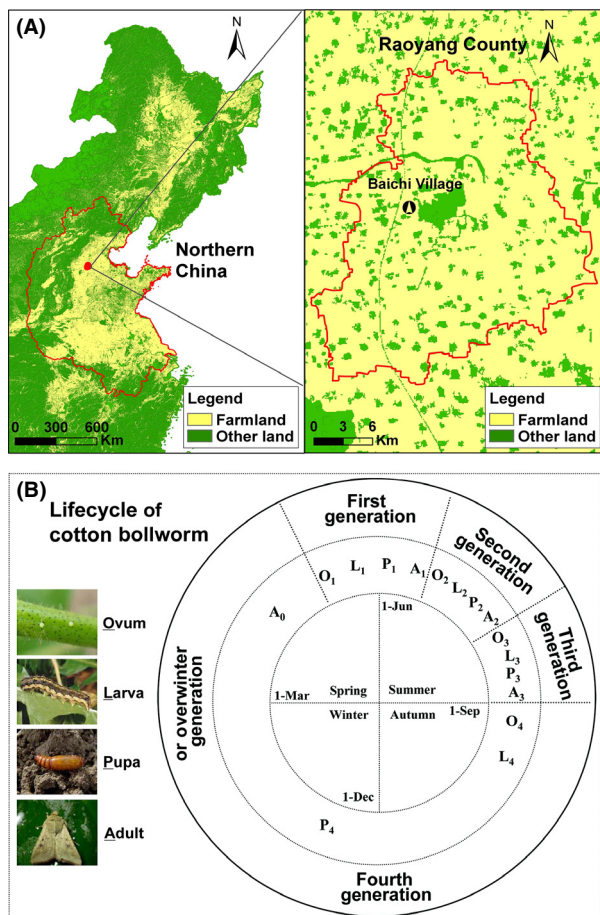 (A)
N
Northern
China
Legend
Farmland
Other land
0 300 600
Km
Raoyang County
N
Baichi Village
Legend
Farmland
Other land
0 3 6
Km
(B)
Lifecycle of
cotton bollworm
Ovum
Larva
Pupa
Adult
First
generation
Second
generation
Third
generation
Fourth
generation
or overwinter
generation
O₁ L₁ P₁ A₁
O₂ L₂ P₂ A₂
O₃ L₃ P₃ A₃
O₄ L₄
P₄
A₀
1-Jun
1-Mar Spring Summer
Winter Autumn 1-Sep
1-Dec